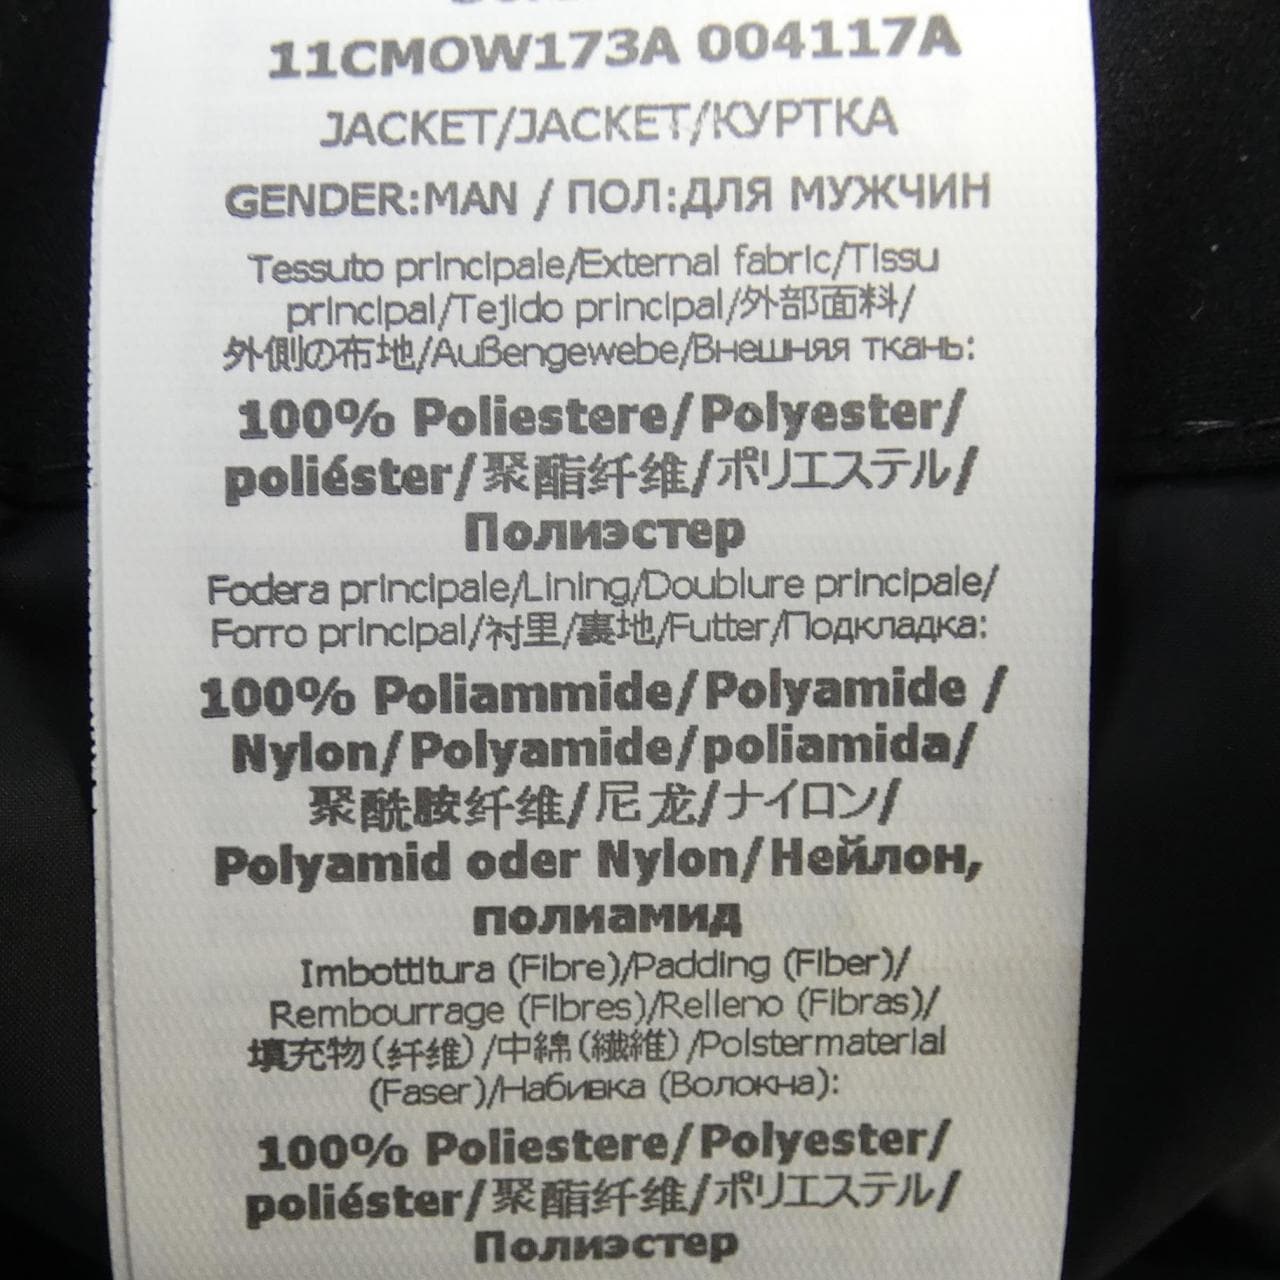 11CMOW173A 004117A
JACKET/JACKET/КУРТКА
GENDER:MAN / ПОЛ:ДЛЯ МУЖЧИН
Tessuto principale/External fabric/Tissu
principal/Tejido principal/外部面料/
外側の布地/Außengewebe/Внешняя ткань:
100% Poliestere/Polyester/
poliéster/聚酯纤维/ポリエステル/
Полиэстер
Fodera principale/Lining/Doublure principale/
Forro principal/衬里/裏地/Futter/Подкладка:
100% Poliammide/Polyamide /
Nylon/Polyamide/poliamida/
聚酰胺纤维/尼龙/ナイロン/
Polyamid oder Nylon/Нейлон,
полиамид
Imbottitura (Fibre)/Padding (Fiber)/
Rembourrage (Fibres)/Relleno (Fibras)/
填充物(纤维)/中綿(繊維)/Polstermaterial
(Faser)/Набивка (Волокна):
100% Poliestere/Polyester/
poliéster/聚酯纤维/ポリエステル/
Полиэстер